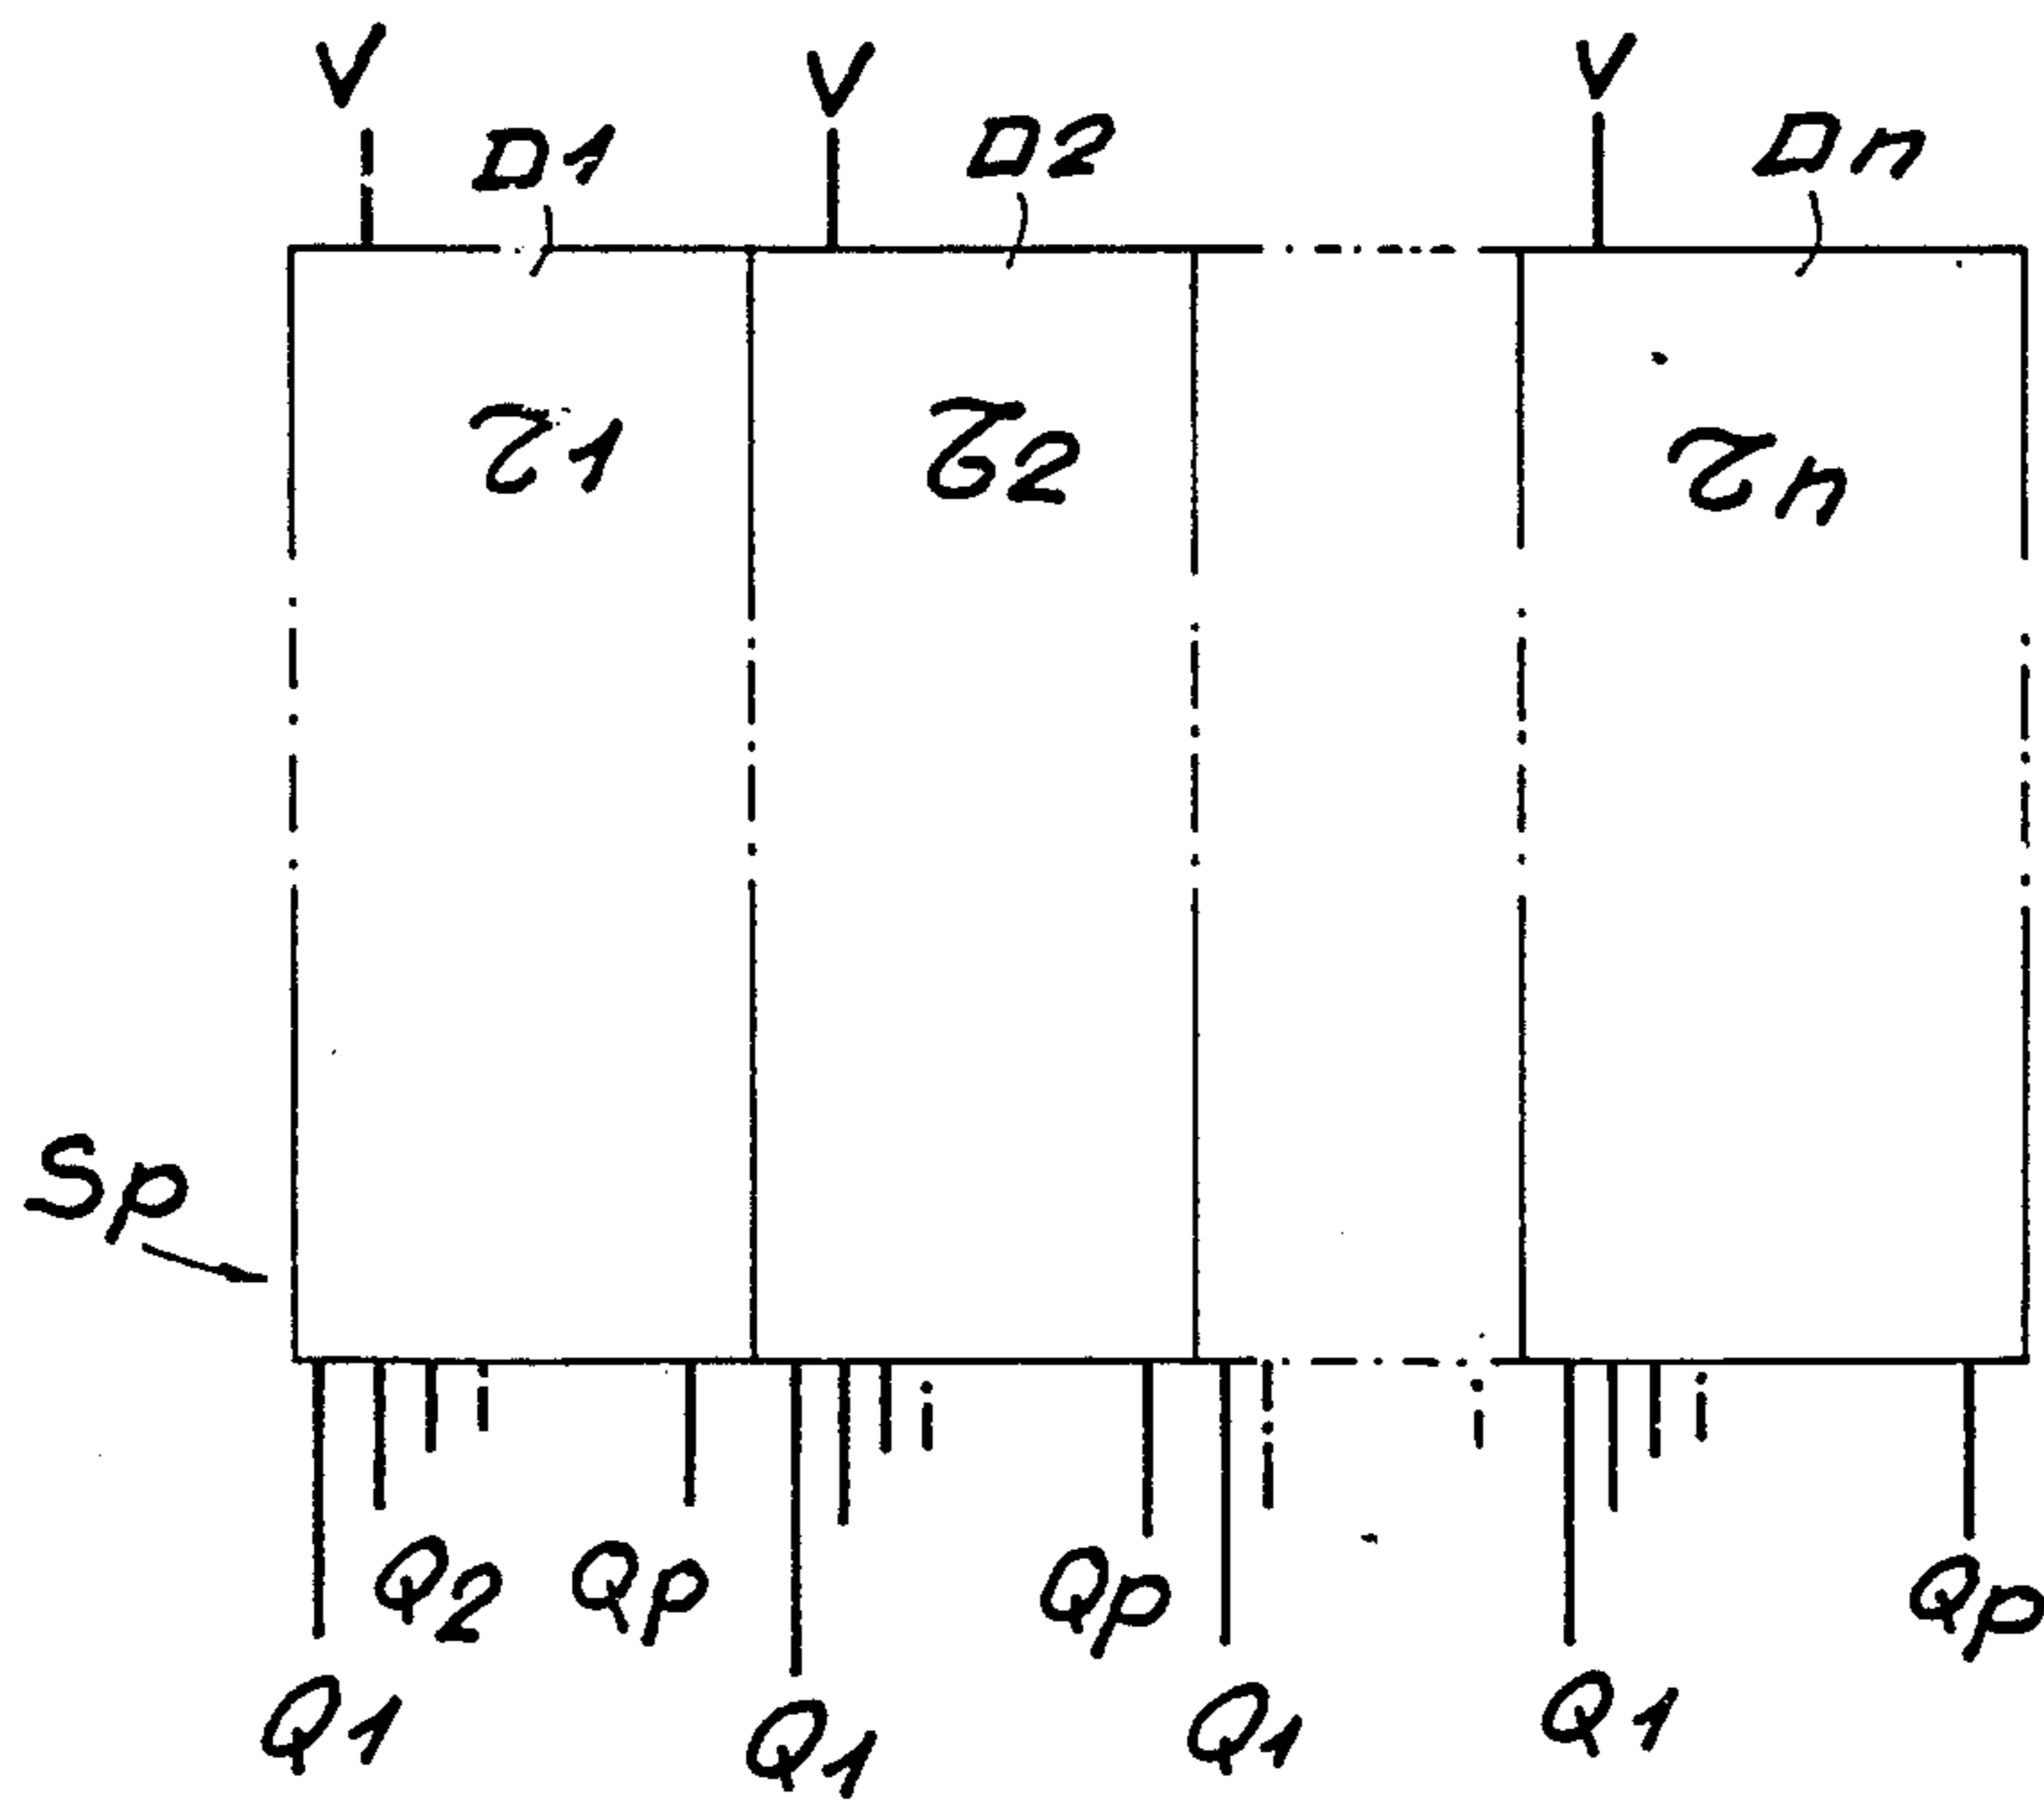 V V V
D1 D2 Dn
τ1 τ2 τn
Sp
Q2 Qp Qp Qp
Q1 Q1 Q1 Q1